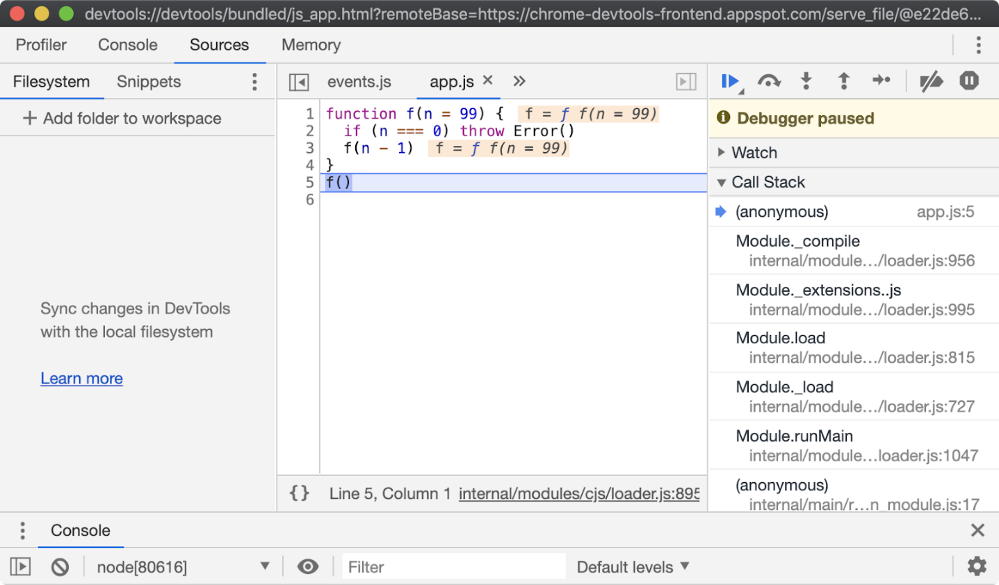 devtools://devtools/bundled/js_app.html?remoteBase=https://chrome-devtools-frontend.appspot.com/serve_file/@e22de6...
Profiler Console Sources Memory
Filesystem Snippets
events.js app.js
Add folder to workspace
Sync changes in DevTools
with the local filesystem
Learn more
1 function f(n = 99) { f = ƒ f(n = 99)
2 if (n === 0) throw Error()
3 f(n - 1) f = ƒ f(n = 99)
4 }
5 f()
6
{} Line 5, Column 1 internal/modules/cjs/loader.js:895
Debugger paused
Watch
Call Stack
(anonymous) app.js:5
Module._compile
internal/module…/loader.js:956
Module._extensions..js
internal/module…/loader.js:995
Module.load
internal/module…/loader.js:815
Module._load
internal/module…/loader.js:727
Module.runMain
internal/module…loader.js:1047
(anonymous)
internal/main/r…n_module.js:17
Console
node[80616] Filter Default levels